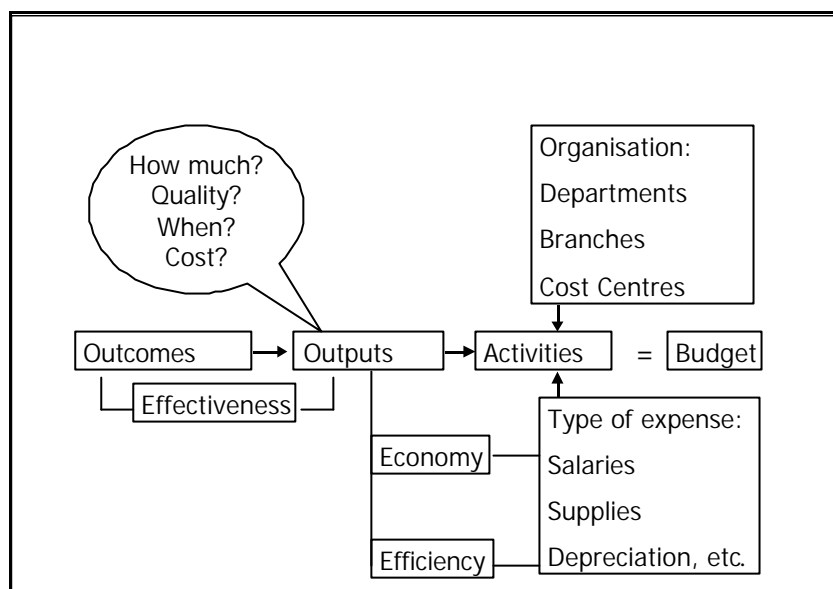 How much?
Quality?
When?
Cost?
Organisation:
Departments
Branches
Cost Centres
Outcomes
Outputs
Activities
=
Budget
Effectiveness
Type of expense:
Salaries
Supplies
Depreciation, etc.
Economy
Efficiency